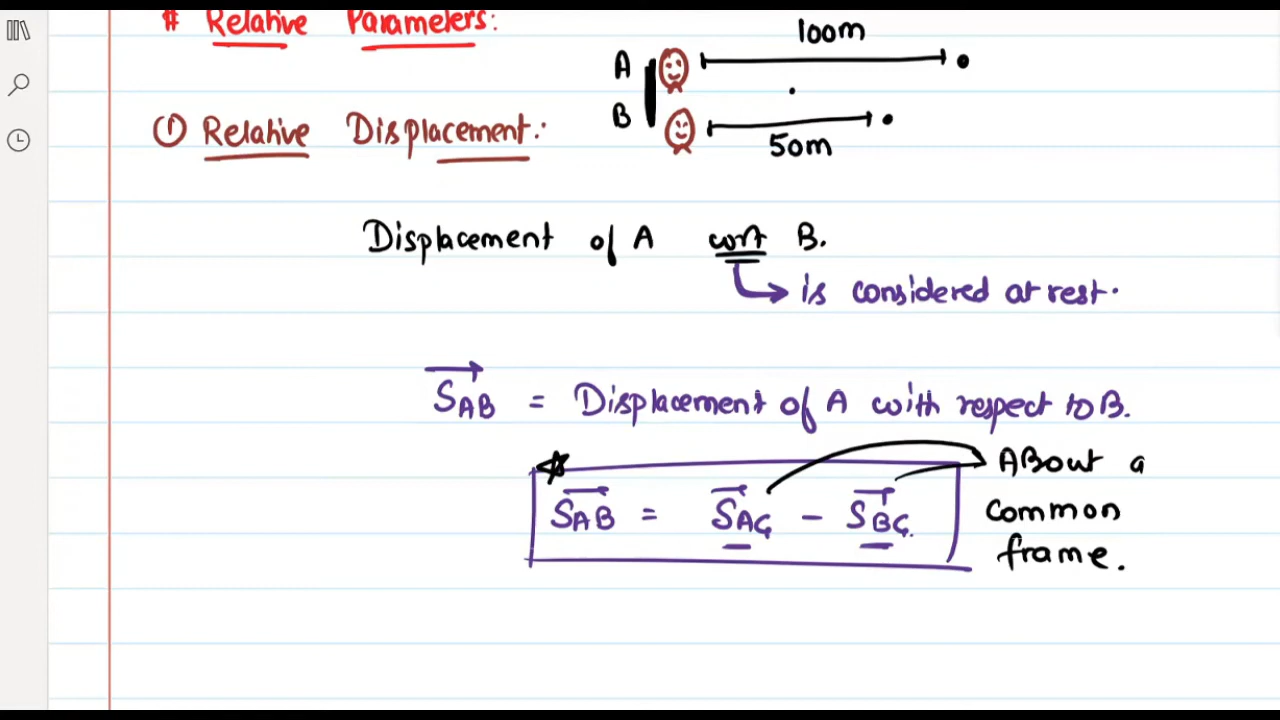 # Relative Parameters:
100m
A
B
50m
① Relative Displacement:
Displacement of A wrt B.
is considered at rest.
SAB = Displacement of A with respect to B.
SAB = SAG - SBG.
About a
common
frame.